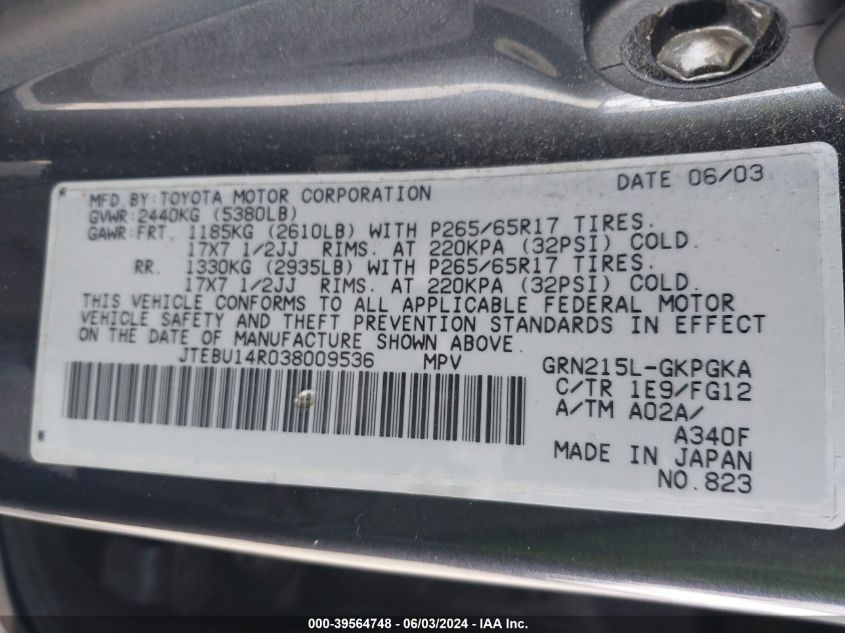 MFD.BY:TOYOTA MOTOR CORPORATION DATE 06/03
GVWR:2440KG (5380LB)
GAWR:FRT. 1185KG (2610LB) WITH P265/65R17 TIRES.
17X7 1/2JJ RIMS. AT 220KPA (32PSI) COLD.
RR. 1330KG (2935LB) WITH P265/65R17 TIRES.
17X7 1/2JJ RIMS. AT 220KPA (32PSI) COLD.
THIS VEHICLE CONFORMS TO ALL APPLICABLE FEDERAL MOTOR
VEHICLE SAFETY AND THEFT PREVENTION STANDARDS IN EFFECT
ON THE DATE OF MANUFACTURE SHOWN ABOVE.
JTEBU14R038009536 MPV GRN215L-GKPGKA
C/TR 1E9/FG12
A/TM A02A/
A340F
MADE IN JAPAN
NO.823
000-39564748 - 06/03/2024 - IAA Inc.